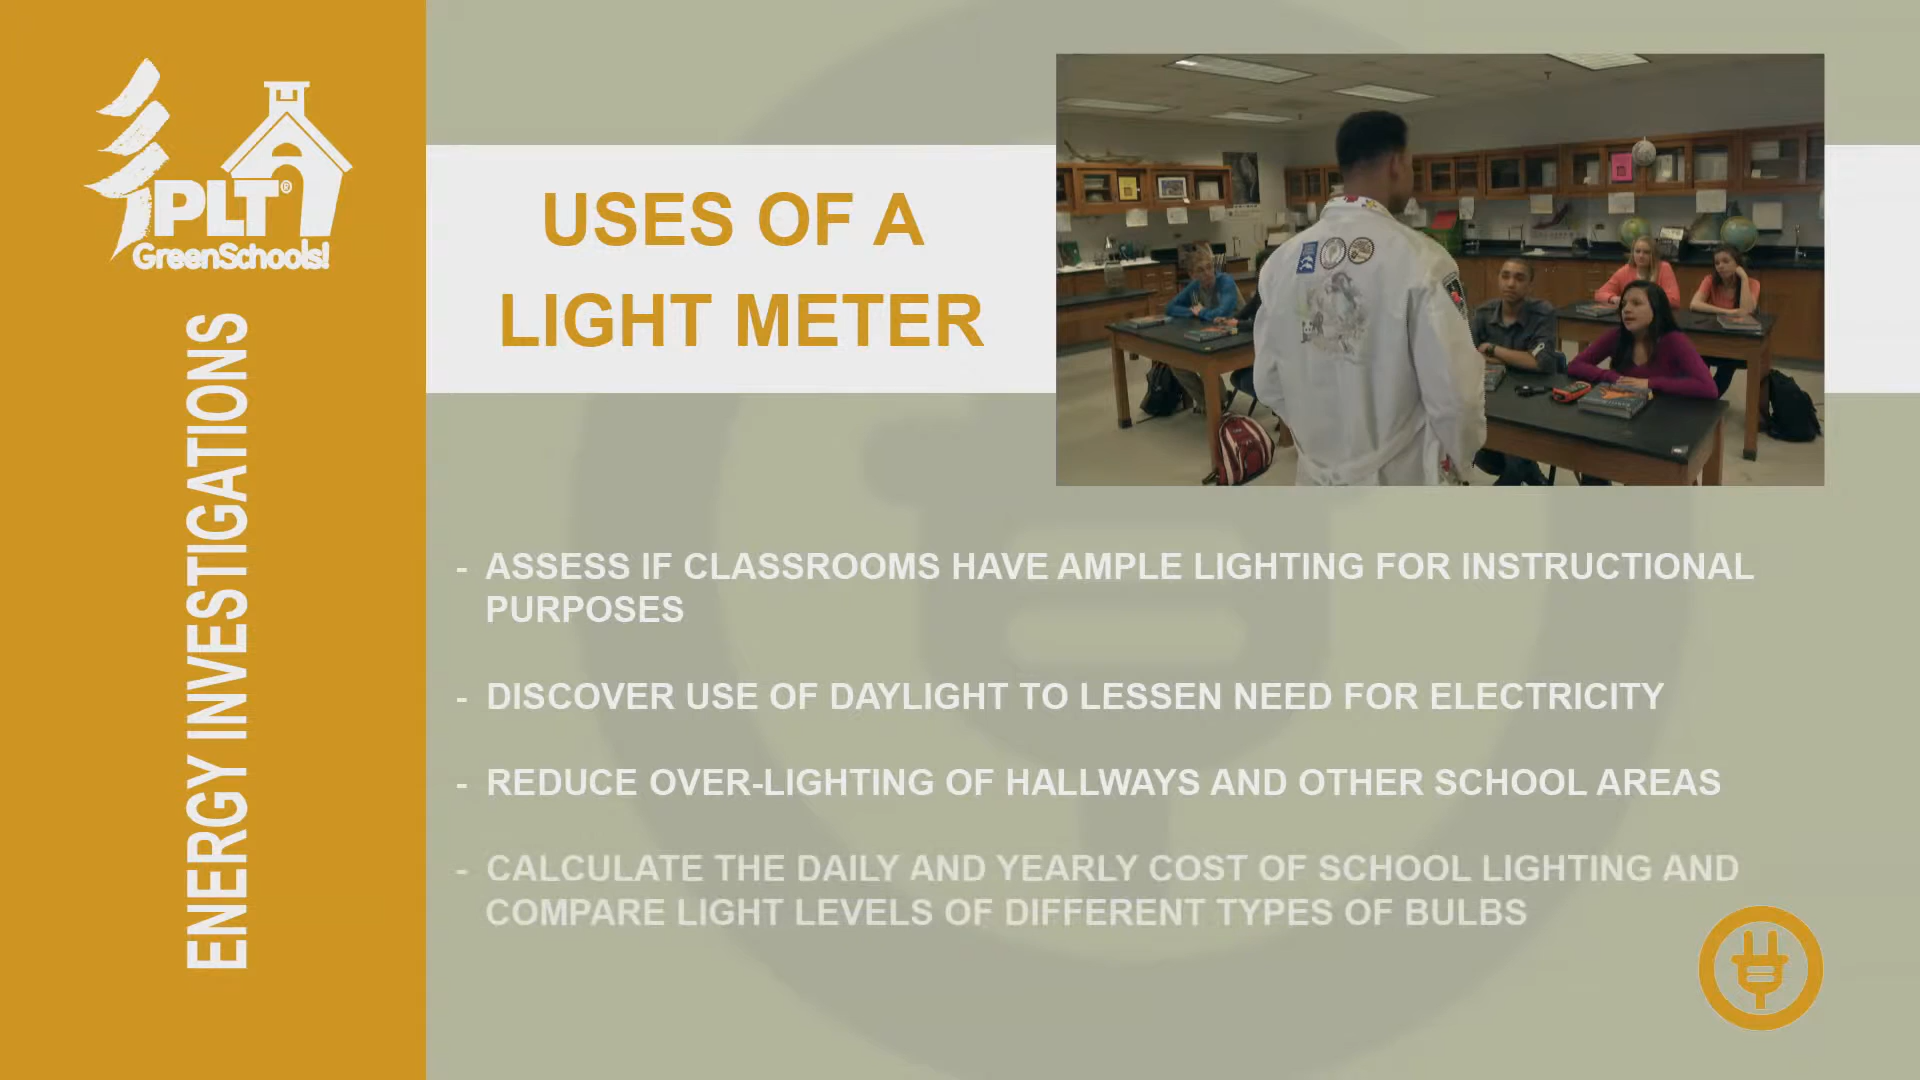 PLT®
GreenSchools!
ENERGY INVESTIGATIONS
USES OF A
LIGHT METER
- ASSESS IF CLASSROOMS HAVE AMPLE LIGHTING FOR INSTRUCTIONAL
PURPOSES
- DISCOVER USE OF DAYLIGHT TO LESSEN NEED FOR ELECTRICITY
- REDUCE OVER-LIGHTING OF HALLWAYS AND OTHER SCHOOL AREAS
- CALCULATE THE DAILY AND YEARLY COST OF SCHOOL LIGHTING AND
COMPARE LIGHT LEVELS OF DIFFERENT TYPES OF BULBS